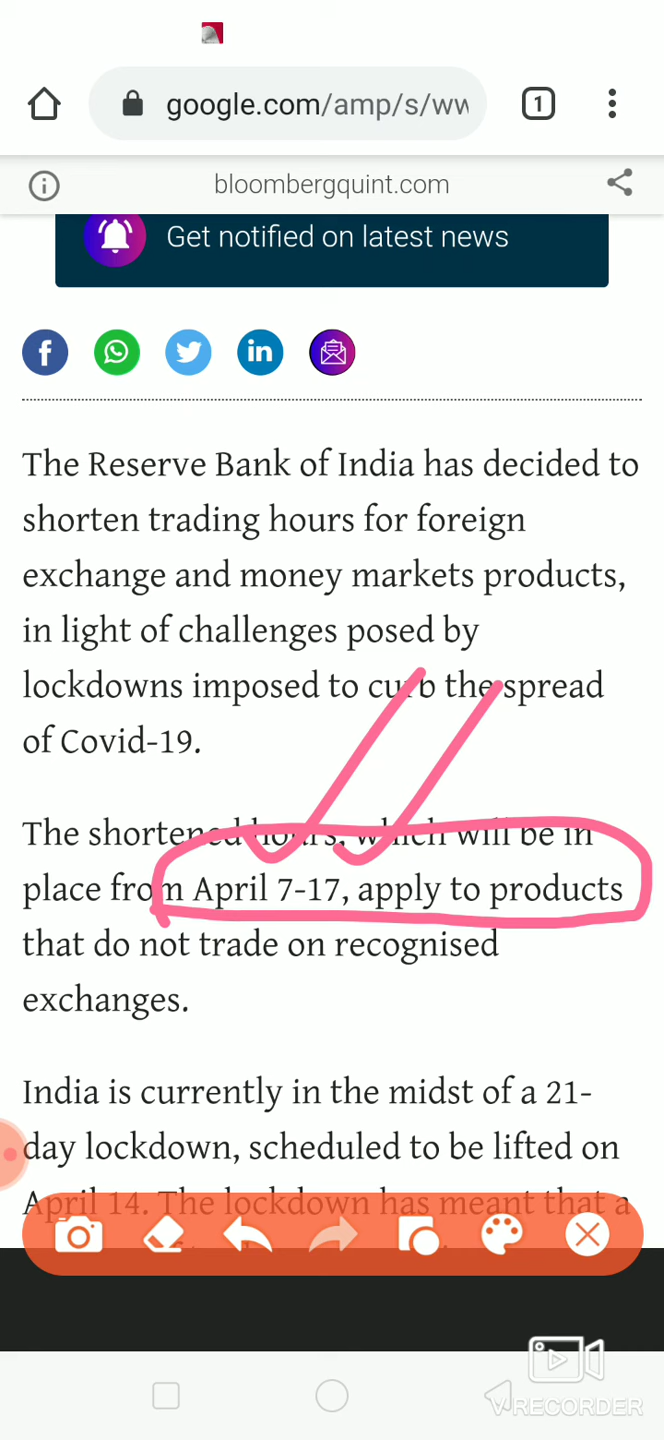 1
google.com/amp/s/ww
bloombergquint.com
Get notified on latest news
The Reserve Bank of India has decided to
shorten trading hours for foreign
exchange and money markets products,
in light of challenges posed by
lockdowns imposed to curb the spread
of Covid-19.
The shortened hours, which will be in
place from April 7-17, apply to products
that do not trade on recognised
exchanges.
India is currently in the midst of a 21-
day lockdown, scheduled to be lifted on
April 14. The lockdown has meant that a
VRECORDER